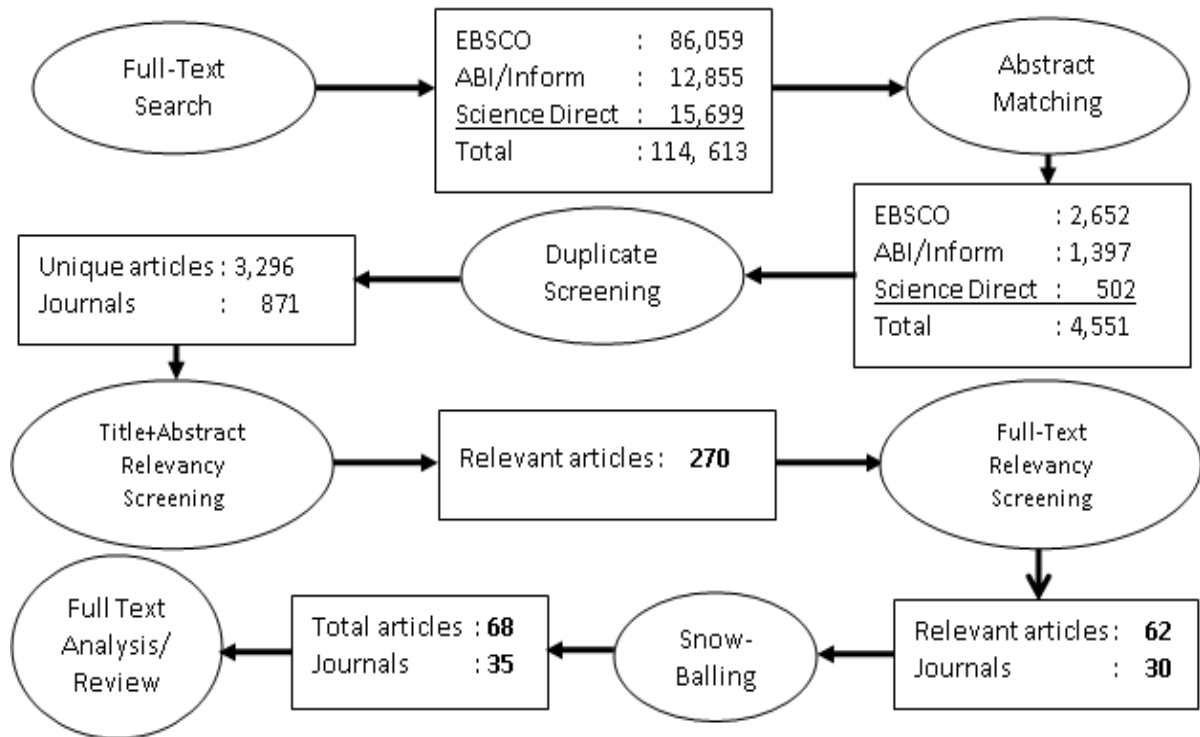 Full-Text
Search
EBSCO : 86,059
ABI/Inform : 12,855
Science Direct : 15,699
Total : 114, 613
Abstract
Matching
EBSCO : 2,652
ABI/Inform : 1,397
Science Direct : 502
Total : 4,551
Duplicate
Screening
Unique articles : 3,296
Journals : 871
Title+Abstract
Relevancy
Screening
Relevant articles : 270
Full-Text
Relevancy
Screening
Relevant articles : 62
Journals : 30
Snow-
Balling
Total articles : 68
Journals : 35
Full Text
Analysis/
Review